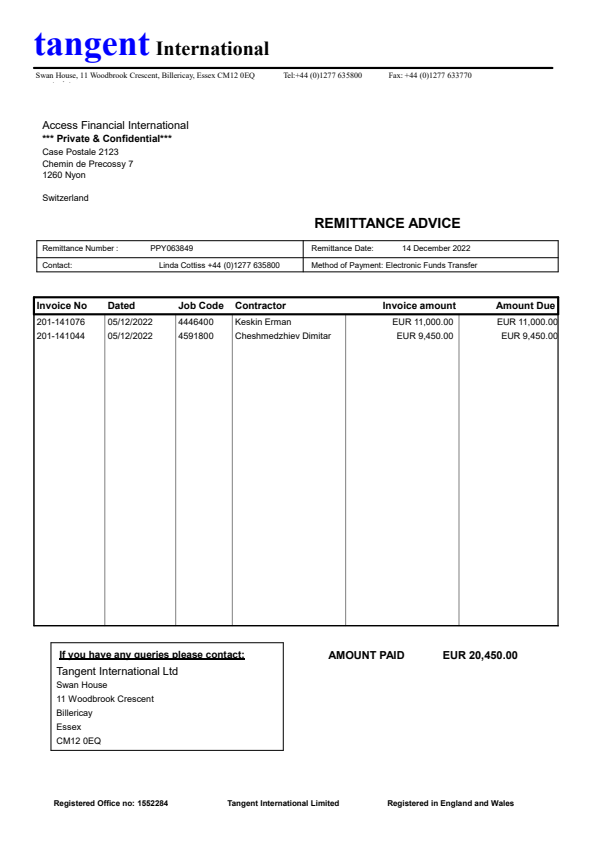 tangent International
Swan House, 11 Woodbrook Crescent, Billericay, Essex CM12 0EQ Tel:+44 (0)1277 635800 Fax: +44 (0)1277 633770
Access Financial International
*** Private & Confidential***
Case Postale 2123
Chemin de Precossy 7
1260 Nyon
Switzerland
REMITTANCE ADVICE
Remittance Number : PPY063849 Remittance Date: 14 December 2022
Contact: Linda Cottiss +44 (0)1277 635800 Method of Payment: Electronic Funds Transfer
Invoice No Dated Job Code Contractor Invoice amount Amount Due
201-141076 05/12/2022 4446400 Keskin Erman EUR 11,000.00 EUR 11,000.00
201-141044 05/12/2022 4591800 Cheshmedzhiev Dimitar EUR 9,450.00 EUR 9,450.00
If you have any queries please contact: AMOUNT PAID EUR 20,450.00
Tangent International Ltd
Swan House
11 Woodbrook Crescent
Billericay
Essex
CM12 0EQ
Registered Office no: 1552284 Tangent International Limited Registered in England and Wales